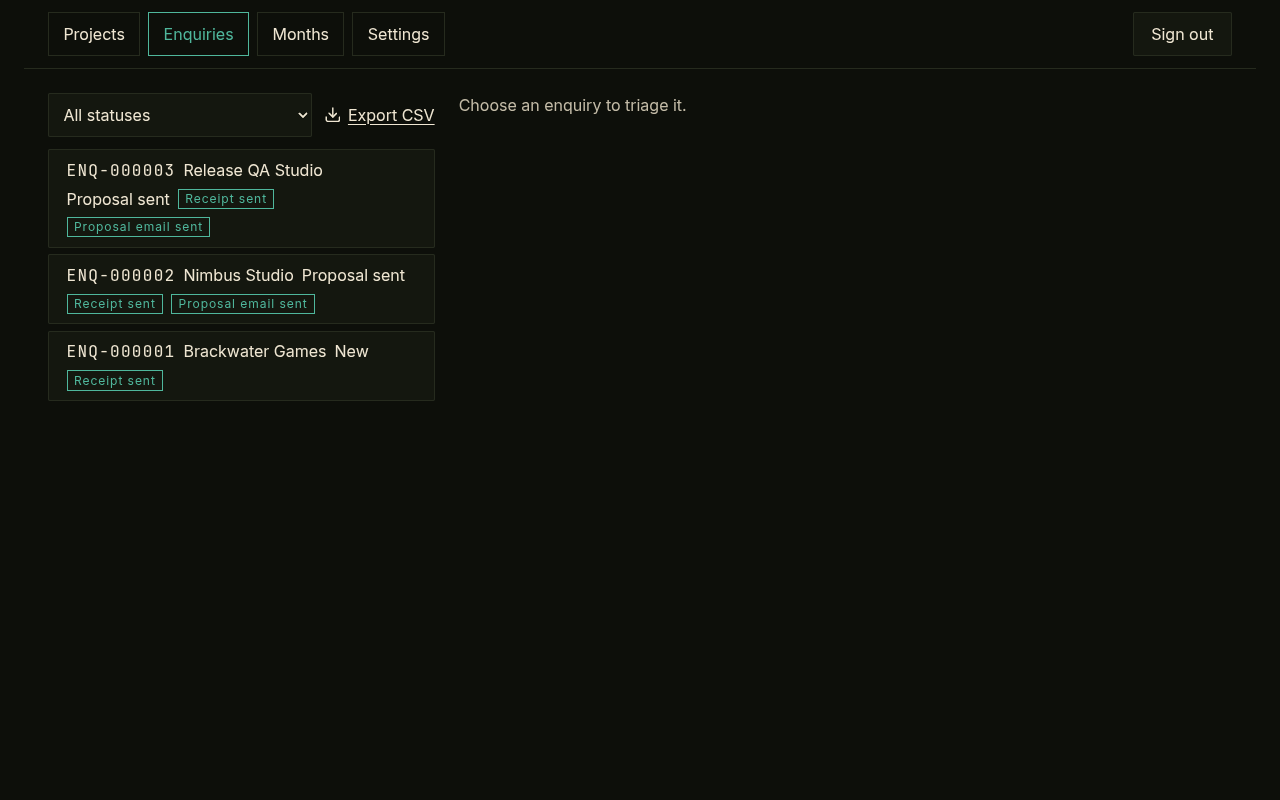 Projects Enquiries Months Settings Sign out
All statuses Export CSV Choose an enquiry to triage it.
ENQ-000003 Release QA Studio
Proposal sent Receipt sent
Proposal email sent
ENQ-000002 Nimbus Studio Proposal sent
Receipt sent Proposal email sent
ENQ-000001 Brackwater Games New
Receipt sent